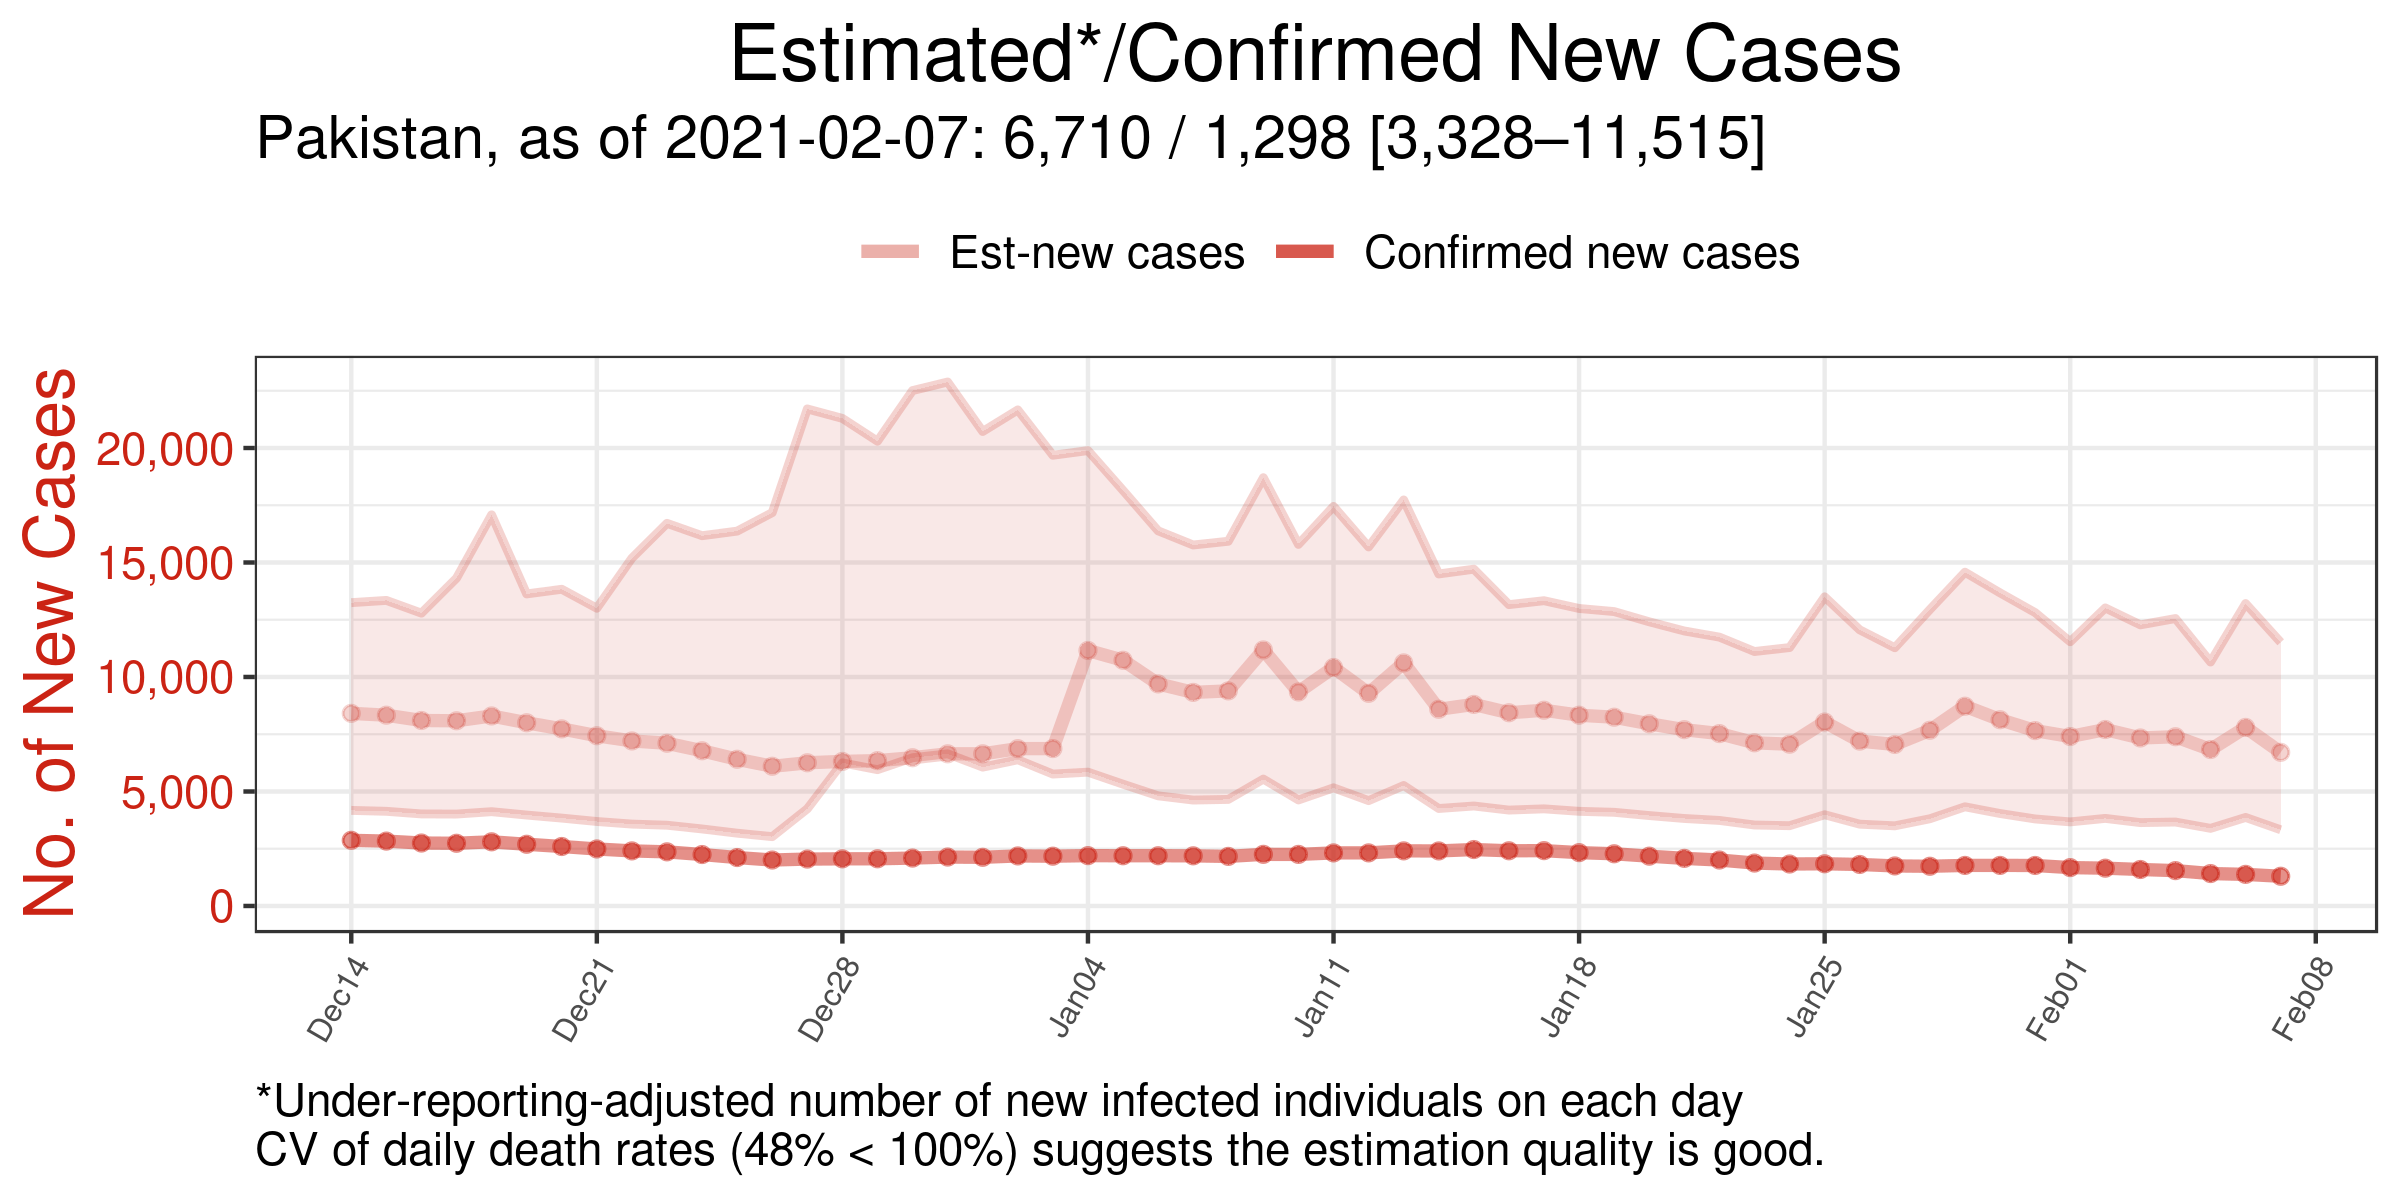 Estimated*/Confirmed New Cases
Pakistan, as of 2021-02-07: 6,710 / 1,298 [3,328–11,515]
Est-new cases
Confirmed new cases
No. of New Cases
20,000
15,000
10,000
5,000
0
Dec14
Dec21
Dec28
Jan04
Jan11
Jan18
Jan25
Feb01
Feb08
*Under-reporting-adjusted number of new infected individuals on each day
CV of daily death rates (48% < 100%) suggests the estimation quality is good.